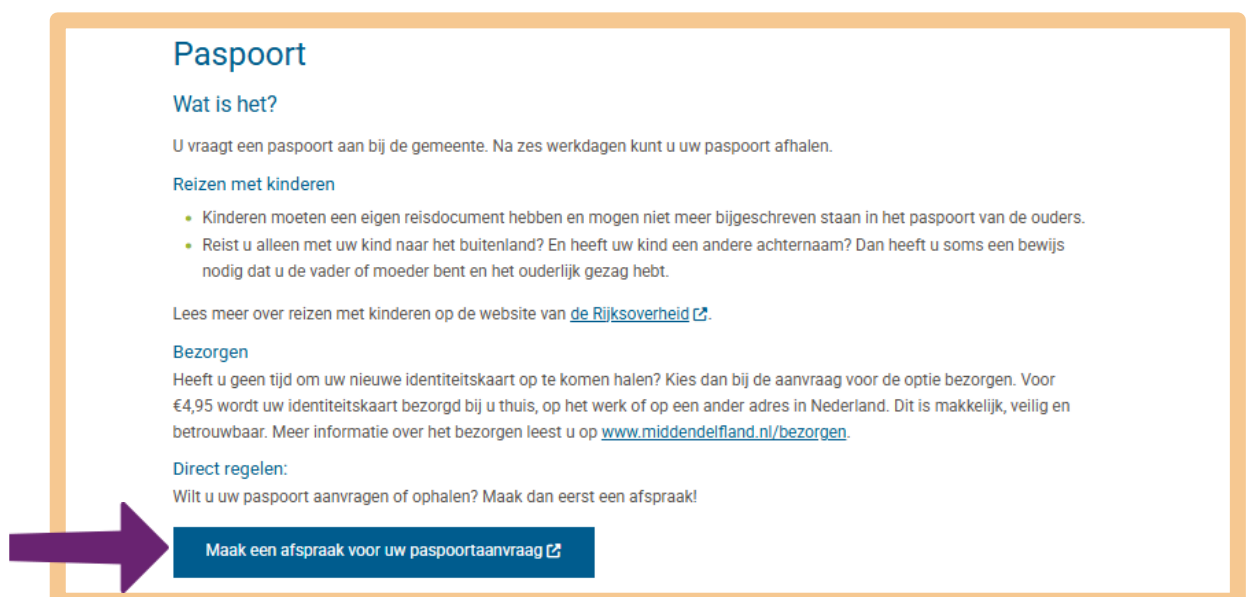 Paspoort
Wat is het?
U vraagt een paspoort aan bij de gemeente. Na zes werkdagen kunt u uw paspoort afhalen.
Reizen met kinderen
• Kinderen moeten een eigen reisdocument hebben en mogen niet meer bijgeschreven staan in het paspoort van de ouders.
• Reist u alleen met uw kind naar het buitenland? En heeft uw kind een andere achternaam? Dan heeft u soms een bewijs
nodig dat u de vader of moeder bent en het ouderlijk gezag hebt.
Lees meer over reizen met kinderen op de website van de Rijksoverheid.
Bezorgen
Heeft u geen tijd om uw nieuwe identiteitskaart op te komen halen? Kies dan bij de aanvraag voor de optie bezorgen. Voor
€4,95 wordt uw identiteitskaart bezorgd bij u thuis, op het werk of op een ander adres in Nederland. Dit is makkelijk, veilig en
betrouwbaar. Meer informatie over het bezorgen leest u op www.middendelfland.nl/bezorgen.
Direct regelen:
Wilt u uw paspoort aanvragen of ophalen? Maak dan eerst een afspraak!
Maak een afspraak voor uw paspoortaanvraag